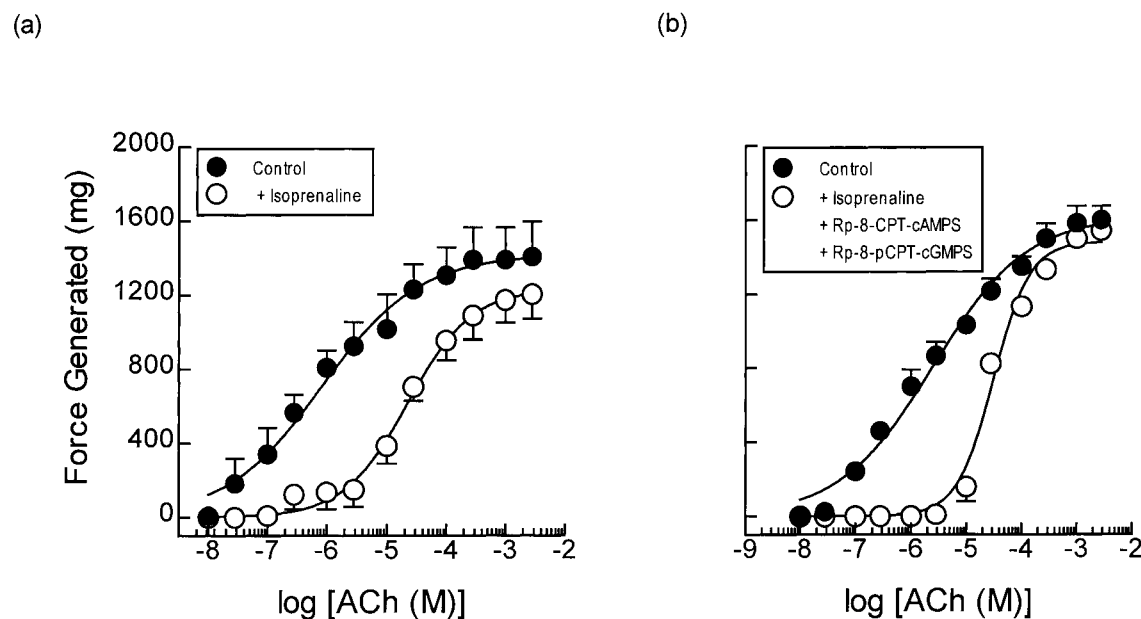 (a)
(b)
Control
+ Isoprenaline
Control
+ Isoprenaline
+ Rp-8-CPT-cAMPS
+ Rp-8-pCPT-cGMPS
Force Generated (mg)
2000
1600
1200
800
400
0
-8 -7 -6 -5 -4 -3 -2
log [ACh (M)]
-9 -8 -7 -6 -5 -4 -3 -2
log [ACh (M)]